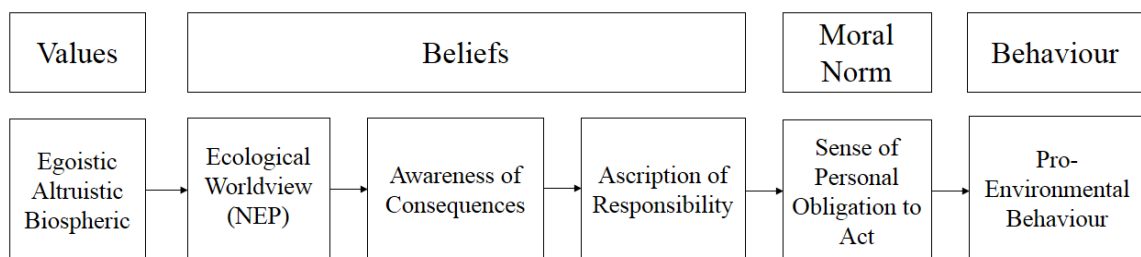 Values
Beliefs
Moral
Norm
Behaviour
Egoistic
Altruistic
Biospheric
Ecological
Worldview
(NEP)
Awareness of
Consequences
Ascription of
Responsibility
Sense of
Personal
Obligation to
Act
Pro-
Environmental
Behaviour